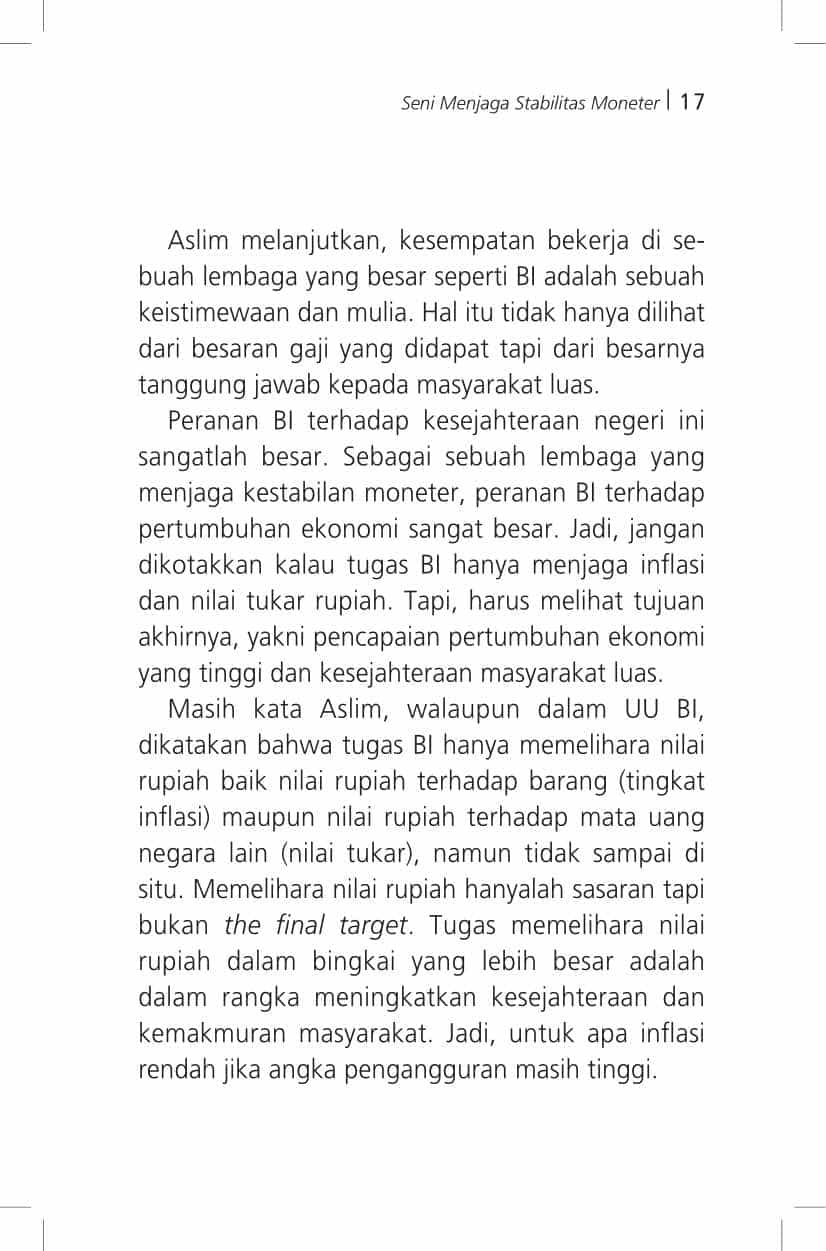 Seni Menjaga Stabilitas Moneter | 17
Aslim melanjutkan, kesempatan bekerja di se-
buah lembaga yang besar seperti BI adalah sebuah
keistimewaan dan mulia. Hal itu tidak hanya dilihat
dari besaran gaji yang didapat tapi dari besarnya
tanggung jawab kepada masyarakat luas.
Peranan BI terhadap kesejahteraan negeri ini
sangatlah besar. Sebagai sebuah lembaga yang
menjaga kestabilan moneter, peranan BI terhadap
pertumbuhan ekonomi sangat besar. Jadi, jangan
dikotakkan kalau tugas BI hanya menjaga inflasi
dan nilai tukar rupiah. Tapi, harus melihat tujuan
akhirnya, yakni pencapaian pertumbuhan ekonomi
yang tinggi dan kesejahteraan masyarakat luas.
Masih kata Aslim, walaupun dalam UU BI,
dikatakan bahwa tugas BI hanya memelihara nilai
rupiah baik nilai rupiah terhadap barang (tingkat
inflasi) maupun nilai rupiah terhadap mata uang
negara lain (nilai tukar), namun tidak sampai di
situ. Memelihara nilai rupiah hanyalah sasaran tapi
bukan the final target. Tugas memelihara nilai
rupiah dalam bingkai yang lebih besar adalah
dalam rangka meningkatkan kesejahteraan dan
kemakmuran masyarakat. Jadi, untuk apa inflasi
rendah jika angka pengangguran masih tinggi.